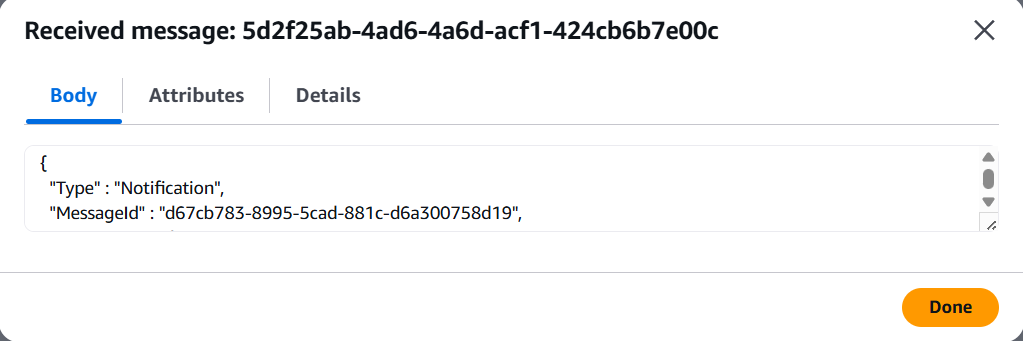 Received message: 5d2f25ab-4ad6-4a6d-acf1-424cb6b7e00c
Body
Attributes
Details
{
"Type" : "Notification",
"MessageId" : "d67cb783-8995-5cad-881c-d6a300758d19",
Done